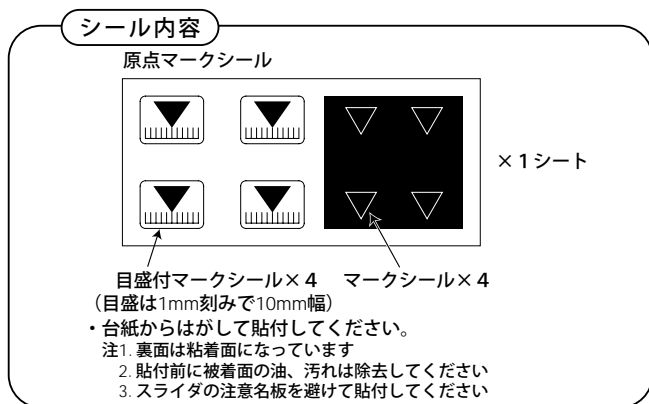 シール内容
原点マークシール
×1シート
目盛付マークシール×4 マークシール×4
（目盛は1mm刻みで10mm幅）
・台紙からはがして貼付してください。
注1. 裏面は粘着面になっています
2. 貼付前に被着面の油、汚れは除去してください
3. スライダの注意名板を避けて貼付してください